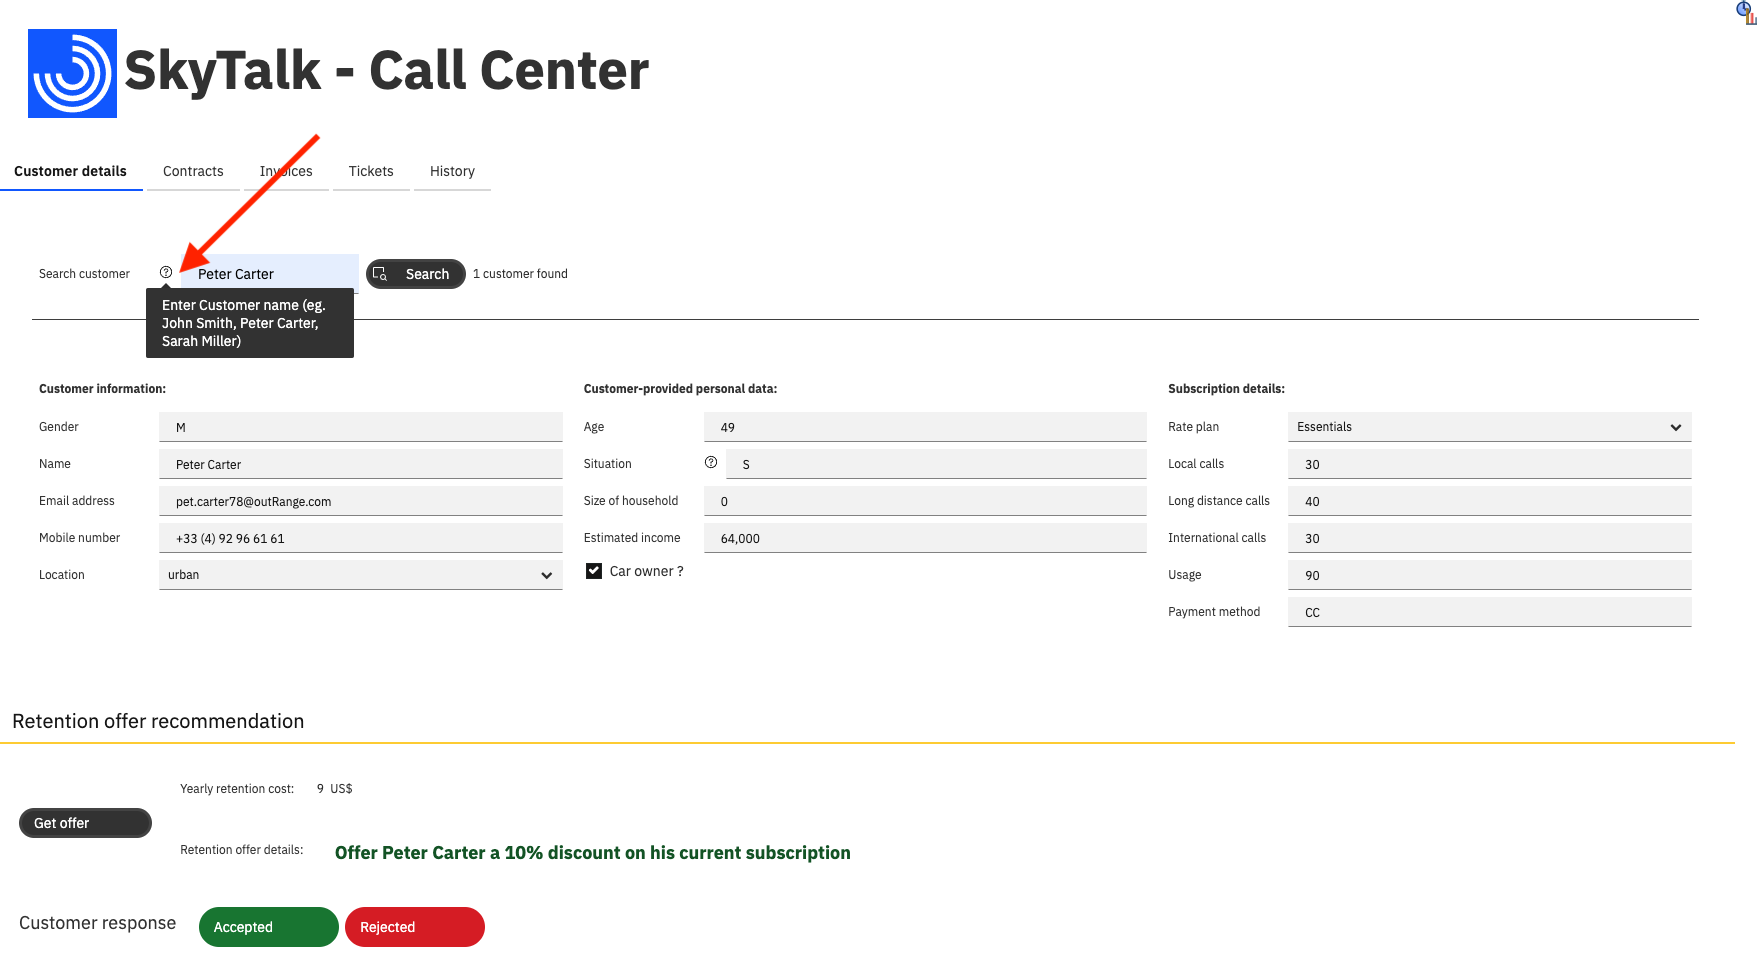 SkyTalk - Call Center
Customer details Contracts Invoices Tickets History
Search customer Peter Carter Search 1 customer found
Enter Customer name (eg.
John Smith, Peter Carter,
Sarah Miller)
Customer information:
Gender M
Name Peter Carter
Email address pet.carter78@outRange.com
Mobile number +33 (4) 92 96 61 61
Location urban
Customer-provided personal data:
Age 49
Situation S
Size of household 0
Estimated income 64,000
Car owner ?
Subscription details:
Rate plan Essentials
Local calls 30
Long distance calls 40
International calls 30
Usage 90
Payment method CC
Retention offer recommendation
Yearly retention cost: 9 US$
Get offer
Retention offer details: Offer Peter Carter a 10% discount on his current subscription
Customer response Accepted Rejected